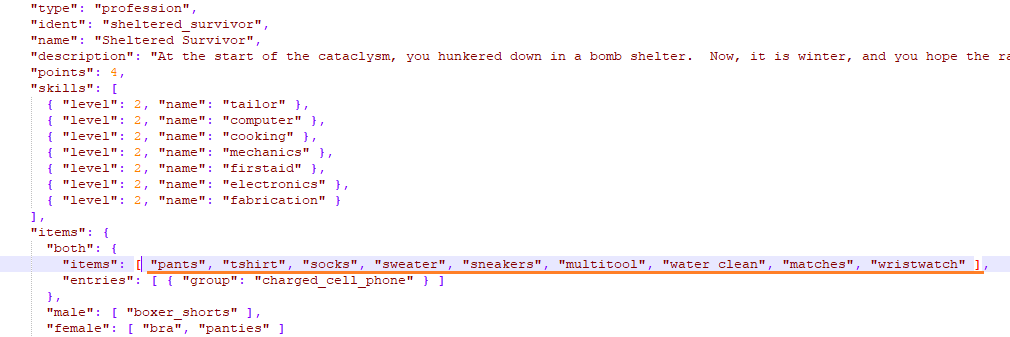 "type": "profession",
"ident": "sheltered_survivor",
"name": "Sheltered Survivor",
"description": "At the start of the cataclysm, you hunkered down in a bomb shelter.  Now, it is winter, and you hope the ra
"points": 4,
"skills": [
{ "level": 2, "name": "tailor" },
{ "level": 2, "name": "computer" },
{ "level": 2, "name": "cooking" },
{ "level": 2, "name": "mechanics" },
{ "level": 2, "name": "firstaid" },
{ "level": 2, "name": "electronics" },
{ "level": 2, "name": "fabrication" }
],
"items": {
"both": {
"items": [ "pants", "tshirt", "socks", "sweater", "sneakers", "multitool", "water_clean", "matches", "wristwatch" ],
"entries": [ { "group": "charged_cell_phone" } ]
},
"male": [ "boxer_shorts" ],
"female": [ "bra", "panties" ]